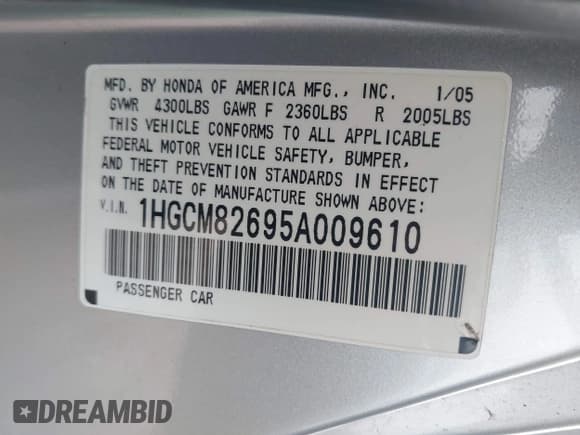 MFD. BY HONDA OF AMERICA MFG., INC. 1/05
GVWR 4300LBS GAWR F 2360LBS R 2005LBS
THIS VEHICLE CONFORMS TO ALL APPLICABLE
FEDERAL MOTOR VEHICLE SAFETY, BUMPER,
AND THEFT PREVENTION STANDARDS IN EFFECT
ON THE DATE OF MANUFACTURE SHOWN ABOVE:
V.I.N. 1HGCM82695A009610
PASSENGER CAR
DREAMBID